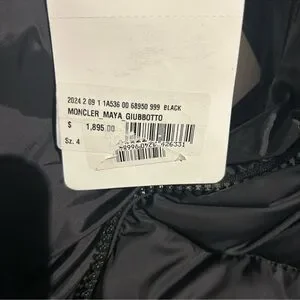 2024 2 09 1 1A536 00 68950 999 BLACK
MONCLER_MAYA_GIUBBOTTO
$ 1,895.00
Sz. 4